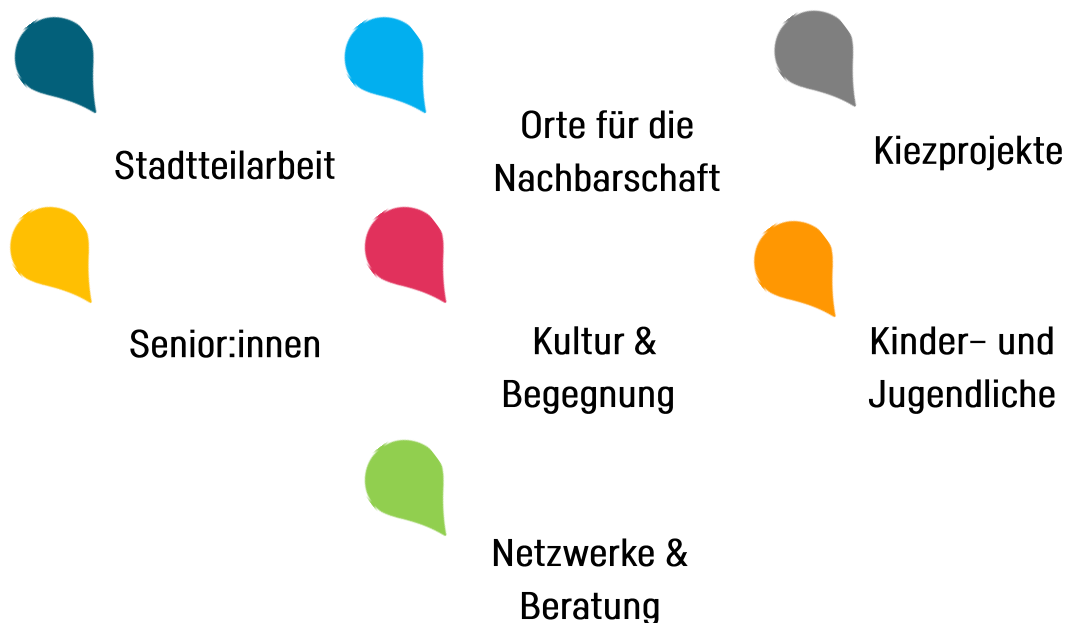 Stadtteilarbeit
Orte für die
Nachbarschaft
Kiezprojekte
Senior:innen
Kultur &
Begegnung
Kinder- und
Jugendliche
Netzwerke &
Beratung